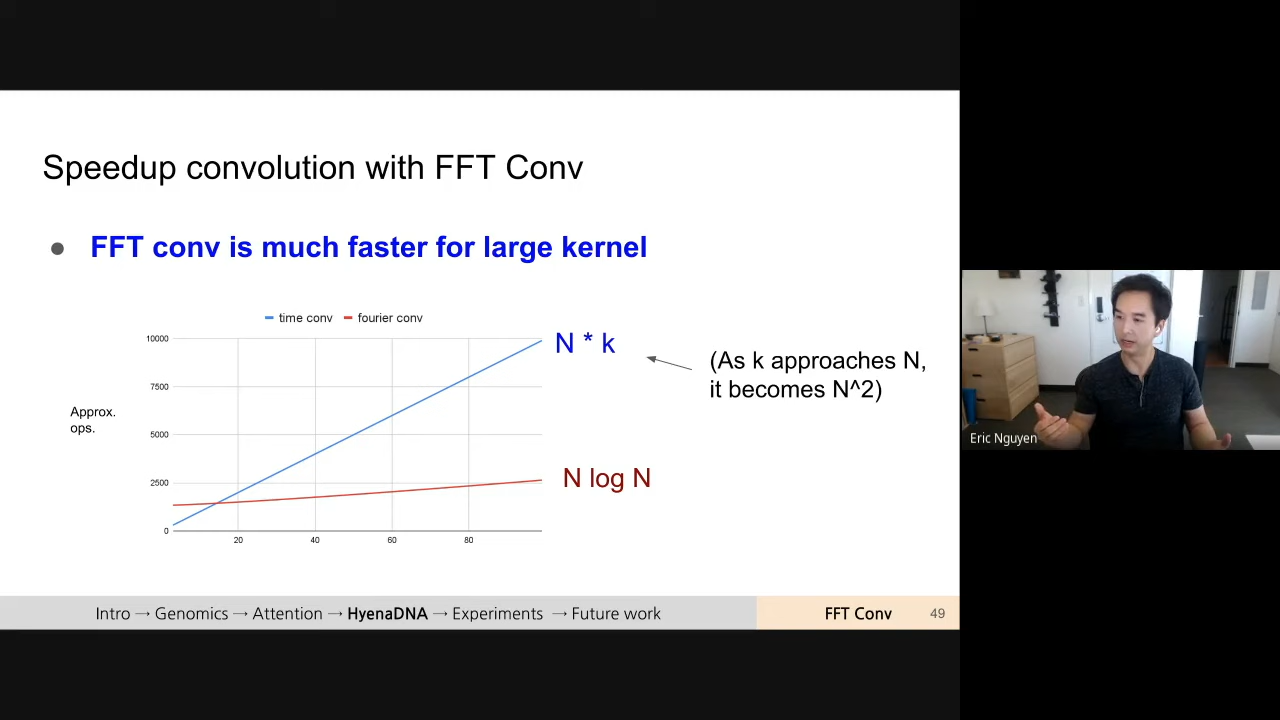 Speedup convolution with FFT Conv
● FFT conv is much faster for large kernel
time conv fourier conv
10000
7500
5000
2500
0
20 40 60 80
Approx.
ops.
N * k
(As k approaches N,
it becomes N^2)
N log N
Eric Nguyen
Intro → Genomics → Attention → HyenaDNA → Experiments → Future work
FFT Conv 49